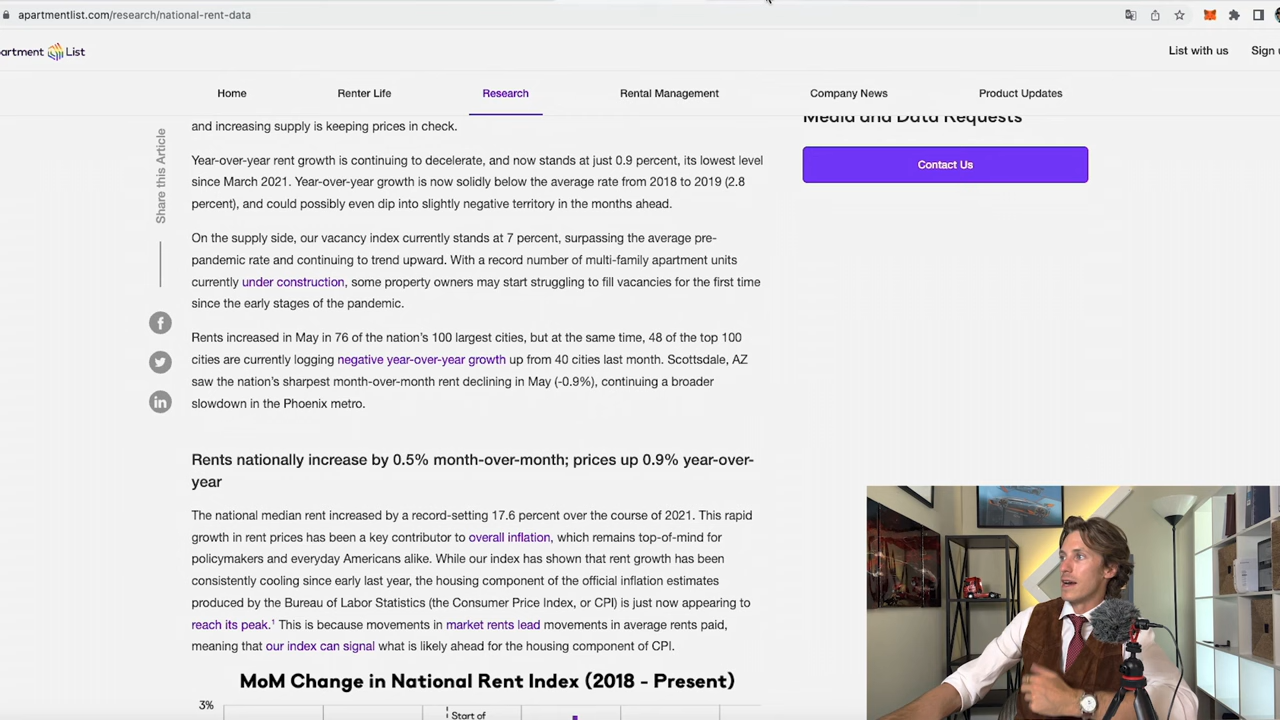 apartmentlist.com/research/national-rent-data
artment List
List with us
Sign
Home
Renter Life
Research
Rental Management
Company News
Product Updates
Share this Article
and increasing supply is keeping prices in check.
Year-over-year rent growth is continuing to decelerate, and now stands at just 0.9 percent, its lowest level
since March 2021. Year-over-year growth is now solidly below the average rate from 2018 to 2019 (2.8
percent), and could possibly even dip into slightly negative territory in the months ahead.
On the supply side, our vacancy index currently stands at 7 percent, surpassing the average pre-
pandemic rate and continuing to trend upward. With a record number of multi-family apartment units
currently under construction, some property owners may start struggling to fill vacancies for the first time
since the early stages of the pandemic.
Rents increased in May in 76 of the nation's 100 largest cities, but at the same time, 48 of the top 100
cities are currently logging negative year-over-year growth up from 40 cities last month. Scottsdale, AZ
saw the nation's sharpest month-over-month rent declining in May (-0.9%), continuing a broader
slowdown in the Phoenix metro.
Rents nationally increase by 0.5% month-over-month; prices up 0.9% year-over-
year
The national median rent increased by a record-setting 17.6 percent over the course of 2021. This rapid
growth in rent prices has been a key contributor to overall inflation, which remains top-of-mind for
policymakers and everyday Americans alike. While our index has shown that rent growth has been
consistently cooling since early last year, the housing component of the official inflation estimates
produced by the Bureau of Labor Statistics (the Consumer Price Index, or CPI) is just now appearing to
reach its peak.¹ This is because movements in market rents lead movements in average rents paid,
meaning that our index can signal what is likely ahead for the housing component of CPI.
MoM Change in National Rent Index (2018 - Present)
3%
Start of
Media and Data Requests
Contact Us